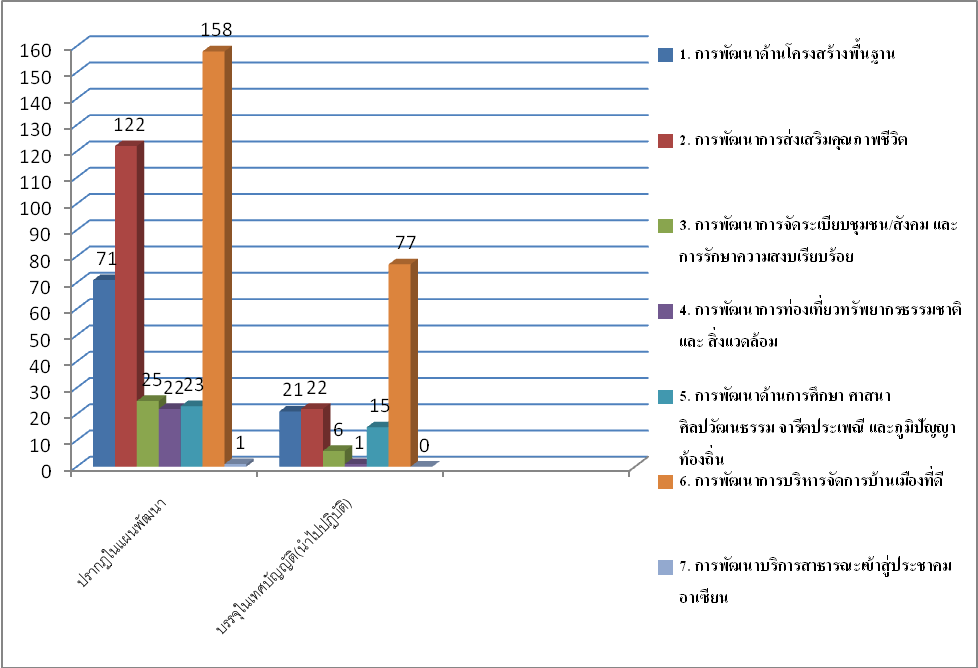 158
160
150
140
130
122
120
110
100
90
80
77
71
70
60
50
40
30
25
22
23
21
22
20
15
10
6
1
1
0
0
ปรากฏในแผนพัฒนา
บรรจุในเทศบัญญัติ(นำไปปฏิบัติ)
1. การพัฒนาด้านโครงสร้างพื้นฐาน
2. การพัฒนาการส่งเสริมคุณภาพชีวิต
3. การพัฒนาการจัดระเบียบชุมชน/สังคม และ
การรักษาความสงบเรียบร้อย
4. การพัฒนาการท่องเที่ยวทรัพยากรธรรมชาติ
และ สิ่งแวดล้อม
5. การพัฒนาด้านการศึกษา ศาสนา
ศิลปวัฒนธรรม จารีตประเพณี และภูมิปัญญา
ท้องถิ่น
6. การพัฒนาการบริหารจัดการบ้านเมืองที่ดี
7. การพัฒนาบริการสาธารณะเข้าสู่ประชาคม
อาเซียน